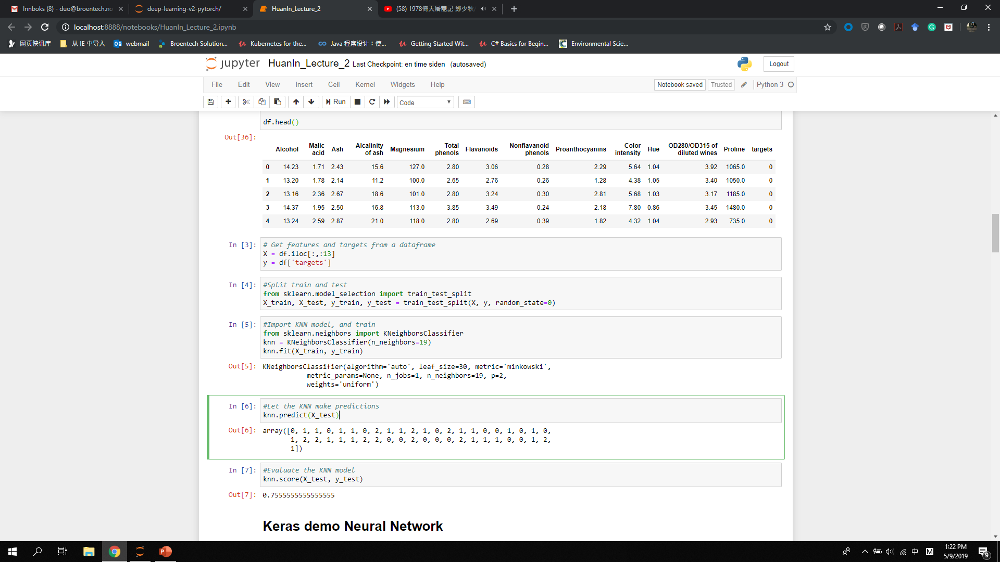 Innboks (8) - duo@broentech.no
deep-learning-v2-pytorch/
HuanIn_Lecture_2
(58) 1978倚天屠龍記 鄭少秋
localhost:8888/notebooks/HuanIn_Lecture_2.ipynb
网页快讯库
从 IE 中导入
webmail
Broentech Solution...
Kubernetes for the...
Java 程序设计：使...
Getting Started Wit...
C# Basics for Begin...
Environmental Scie...
jupyter HuanIn_Lecture_2 Last Checkpoint: en time siden (autosaved)
Logout
File Edit View Insert Cell Kernel Widgets Help
Notebook saved Trusted Python 3
Run Code
df.head()
Out[36]:
Alcohol Malic acid Ash Alcalinity of ash Magnesium Total phenols Flavanoids Nonflavanoid phenols Proanthocyanins Color intensity Hue OD280/OD315 of diluted wines Proline targets
0 14.23 1.71 2.43 15.6 127.0 2.80 3.06 0.28 2.29 5.64 1.04 3.92 1065.0 0
1 13.20 1.78 2.14 11.2 100.0 2.65 2.76 0.26 1.28 4.38 1.05 3.40 1050.0 0
2 13.16 2.36 2.67 18.6 101.0 2.80 3.24 0.30 2.81 5.68 1.03 3.17 1185.0 0
3 14.37 1.95 2.50 16.8 113.0 3.85 3.49 0.24 2.18 7.80 0.86 3.45 1480.0 0
4 13.24 2.59 2.87 21.0 118.0 2.80 2.69 0.39 1.82 4.32 1.04 2.93 735.0 0
In [3]: # Get features and targets from a dataframe
X = df.iloc[:,:13]
y = df['targets']
In [4]: #Split train and test
from sklearn.model_selection import train_test_split
X_train, X_test, y_train, y_test = train_test_split(X, y, random_state=0)
In [5]: #Import KNN model, and train
from sklearn.neighbors import KNeighborsClassifier
knn = KNeighborsClassifier(n_neighbors=19)
knn.fit(X_train, y_train)
Out[5]: KNeighborsClassifier(algorithm='auto', leaf_size=30, metric='minkowski',
metric_params=None, n_jobs=1, n_neighbors=19, p=2,
weights='uniform')
In [6]: #Let the KNN make predictions
knn.predict(X_test)
Out[6]: array([0, 1, 1, 0, 1, 1, 0, 2, 1, 1, 2, 1, 0, 2, 1, 1, 0, 0, 1, 0, 1, 0,
1, 2, 2, 1, 1, 1, 2, 2, 0, 0, 2, 0, 0, 0, 2, 1, 1, 1, 0, 0, 1, 2,
1])
In [7]: #Evaluate the KNN model
knn.score(X_test, y_test)
Out[7]: 0.7555555555555555
Keras demo Neural Network
中
M
1:22 PM
5/9/2019
9